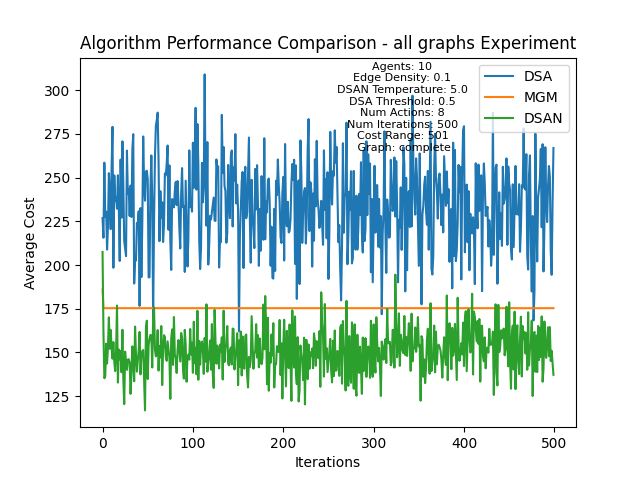 Algorithm Performance Comparison - all graphs Experiment
Agents: 10
Edge Density: 0.1
DSAN Temperature: 5.0
DSA Threshold: 0.5
Num Actions: 8
Num Iterations: 500
Cost Range: 501
Graph: complete
DSA
MGM
DSAN
Average Cost
300
275
250
225
200
175
150
125
0
100
200
300
400
500
Iterations